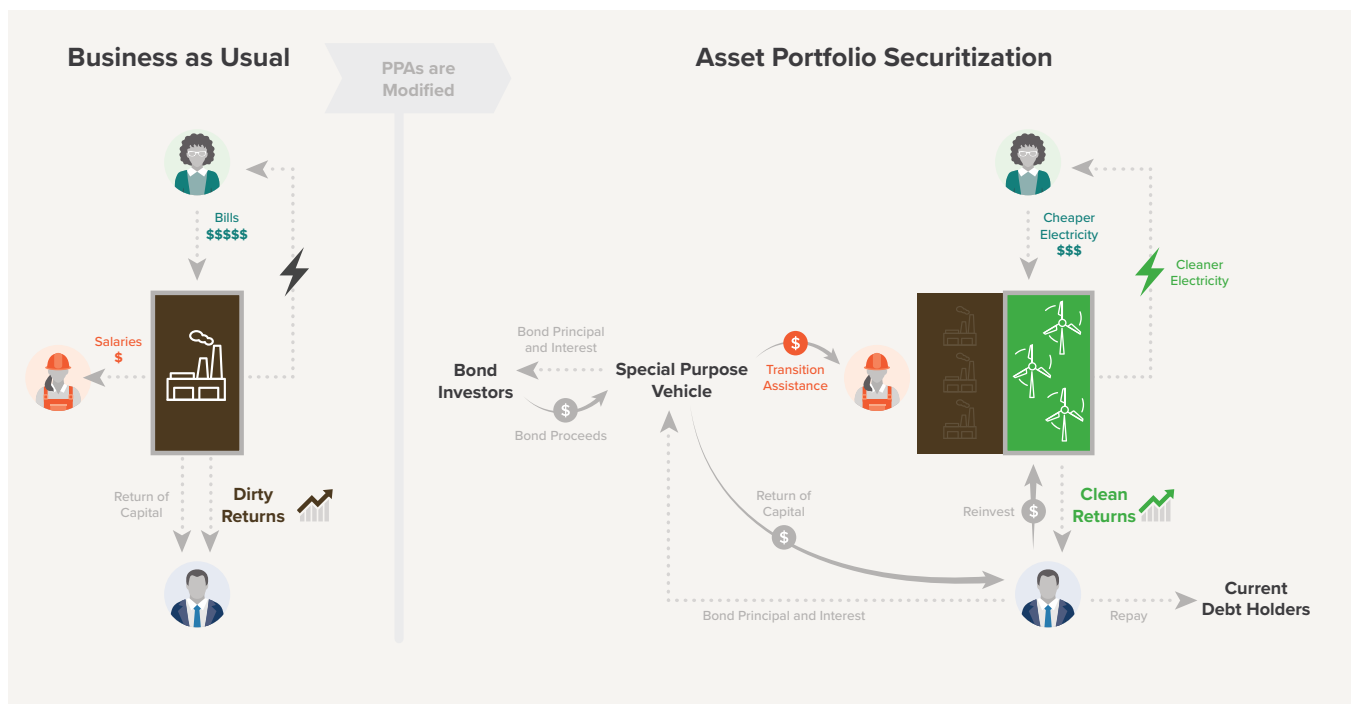 Business as Usual
PPAs are
Modified
Asset Portfolio Securitization
Bills
$$$$$
Salaries
$
Return of
Capital
Dirty
Returns
Bond
Investors
Bond Principal
and Interest
$
Bond Proceeds
Special Purpose
Vehicle
$
Transition
Assistance
Cheaper
Electricity
$$$
Cleaner
Electricity
Return of
Capital
$
Reinvest
$
Clean
Returns
Bond Principal and Interest
Repay
Current
Debt Holders